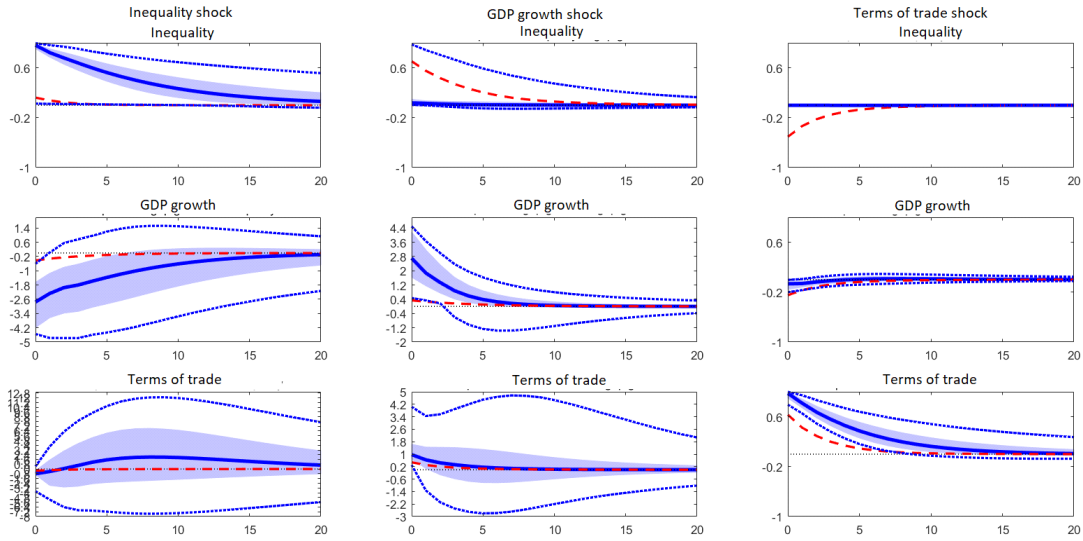 Inequality shock
Inequality
0.6
-0.2
-1
0 5 10 15 20
GDP growth shock
Inequality
0.6
-0.2
-1
0 5 10 15 20
Terms of trade shock
Inequality
0.6
-0.2
-1
0 5 10 15 20
GDP growth
1.4
0.6
-0.2
-1
-1.8
-2.6
-3.4
-4.2
-5
0 5 10 15 20
GDP growth
4.4
3.6
2.8
2
1.2
0.4
-0.4
-1.2
-2
0 5 10 15 20
GDP growth
0.6
-0.2
-1
0 5 10 15 20
Terms of trade
12.8
0 5 10 15 20
Terms of trade
5
4.2
3.4
2.6
1.8
1
0.2
-0.6
-1.4
-2.2
-3
0 5 10 15 20
Terms of trade
0.6
-0.2
-1
0 5 10 15 20